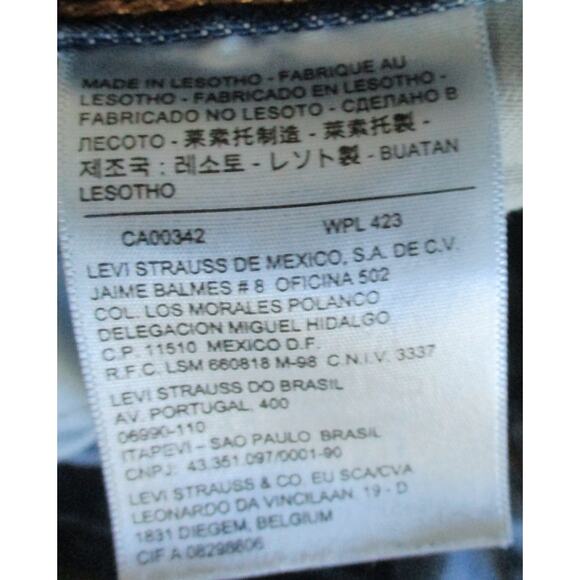 MADE IN LESOTHO - FABRIQUE AU
LESOTHO - FABRICADO EN LESOTHO -
FABRICADO NO LESOTO - СДЕЛАНО В
ЛЕСОТО - 莱索托制造 - 萊索托製 -
제조국 : 레소토 - レソト製 - BUATAN
LESOTHO
CA00342 WPL 423
LEVI STRAUSS DE MEXICO, S.A. DE C.V.
JAIME BALMES # 8 OFICINA 502
COL. LOS MORALES POLANCO
DELEGACION MIGUEL HIDALGO
C.P. 11510 MEXICO D.F.
R.F.C. LSM 660818 M-98 C.N.I.V. 3337
LEVI STRAUSS DO BRASIL
AV. PORTUGAL, 400
06990-110
ITAPEVI - SAO PAULO BRASIL
CNPJ: 43.351.097/0001-90
LEVI STRAUSS & CO. EU SCA/CVA
LEONARDO DA VINCILAAN 19 - D
1831 DIEGEM, BELGIUM
CIF A 08296606